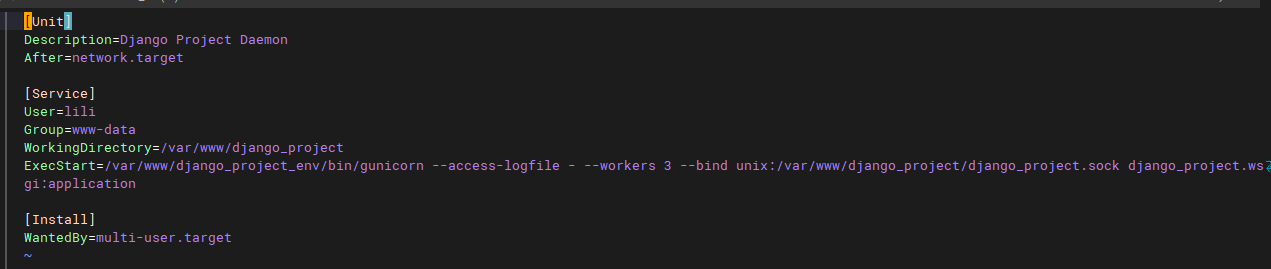 [Unit]
Description=Django Project Daemon
After=network.target
[Service]
User=lili
Group=www-data
WorkingDirectory=/var/www/django_project
ExecStart=/var/www/django_project_env/bin/gunicorn --access-logfile - --workers 3 --bind unix:/var/www/django_project/django_project.sock django_project.ws
gi:application
[Install]
WantedBy=multi-user.target
~